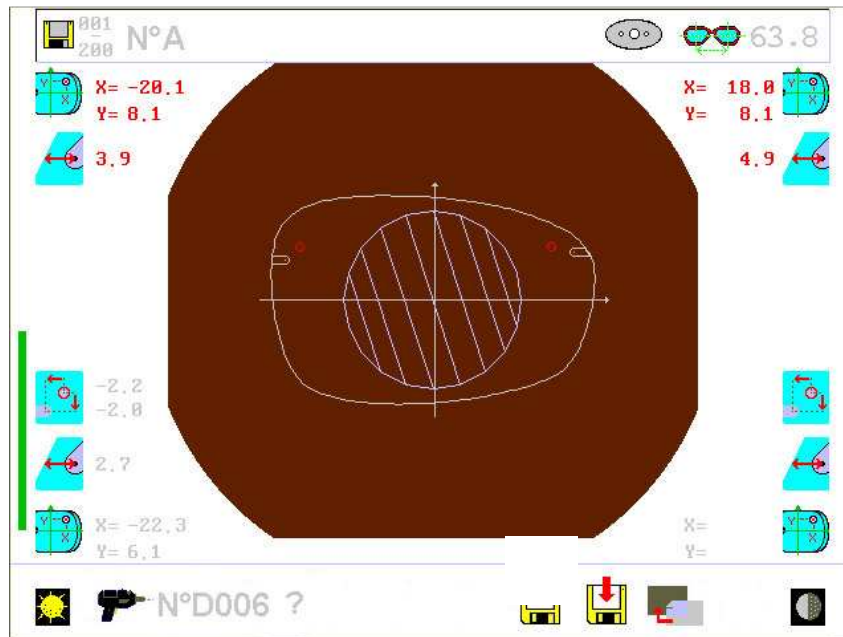 001
200
N°A
63.8
X= -20.1
Y= 8.1
3.9
X= 18.0
Y= 8.1
4.9
-2.2
-2.0
2.7
X= -22.3
Y= 6.1
X=
Y=
N°D006 ?